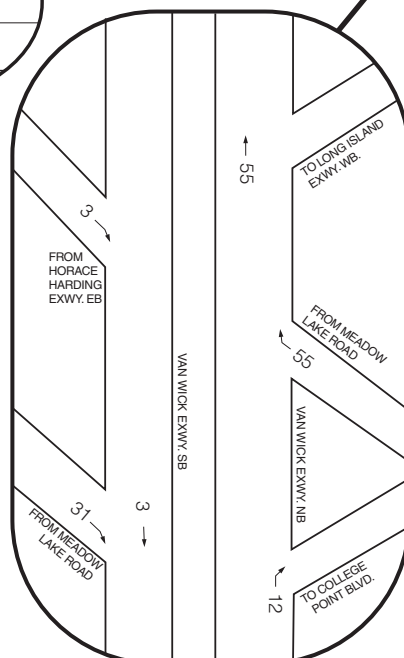 55
TO LONG ISLAND
EXWY. WB.
3
FROM
HORACE
HARDING
EXWY. EB
FROM MEADOW
LAKE ROAD
55
VAN WICK EXWY. SB
VAN WICK EXWY. NB
3
31
FROM MEADOW
LAKE ROAD
12
TO COLLEGE
POINT BLVD.